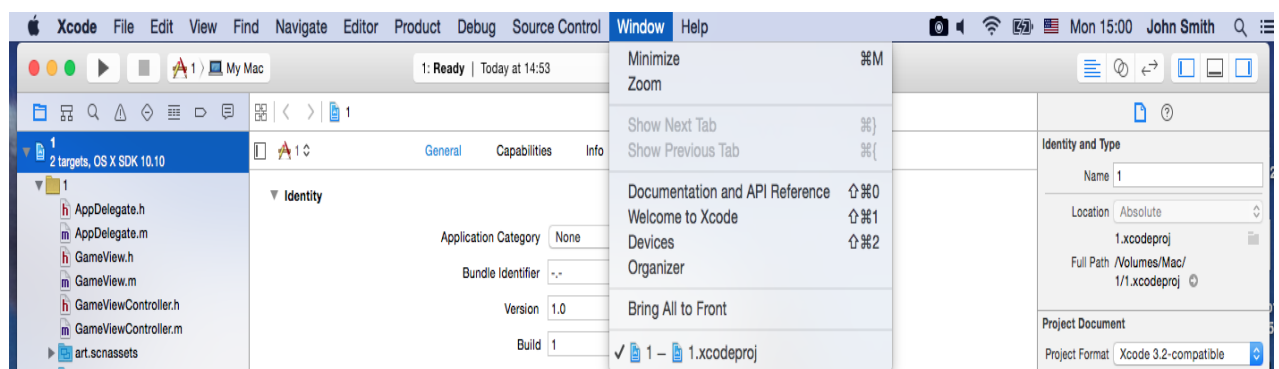 Xcode File Edit View Find Navigate Editor Product Debug Source Control Window Help Mon 15:00 John Smith
1 My Mac 1: Ready | Today at 14:53
Minimize ⌘M
Zoom
Show Next Tab ⌘}
Show Previous Tab ⌘{
Documentation and API Reference ⇧⌘0
Welcome to Xcode ⇧⌘1
Devices ⇧⌘2
Organizer
Bring All to Front
✓ 1 – 1.xcodeproj
1
1
2 targets, OS X SDK 10.10
1
AppDelegate.h
AppDelegate.m
GameView.h
GameView.m
GameViewController.h
GameViewController.m
art.scnassets
1 General Capabilities Info
Identity
Application Category None
Bundle Identifier -.-
Version 1.0
Build 1
Identity and Type
Name 1
Location Absolute
1.xcodeproj
Full Path /Volumes/Mac/
1/1.xcodeproj
Project Document
Project Format Xcode 3.2-compatible